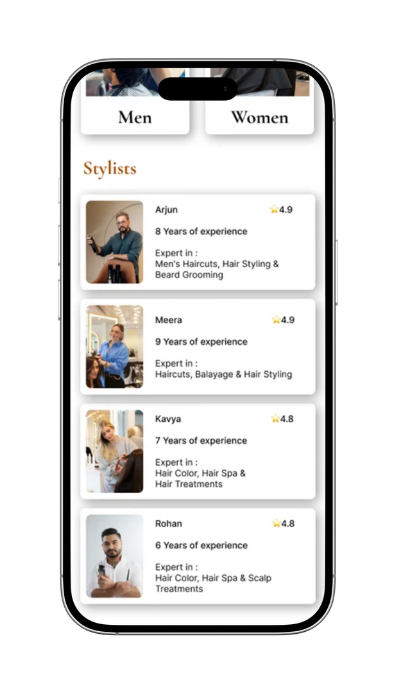 Men
Women
Stylists
Arjun
⭐4.9
8 Years of experience
Expert in :
Men's Haircuts, Hair Styling &
Beard Grooming
Meera
⭐4.9
9 Years of experience
Expert in :
Haircuts, Balayage & Hair Styling
Kavya
⭐4.8
7 Years of experience
Expert in :
Hair Color, Hair Spa &
Hair Treatments
Rohan
⭐4.8
6 Years of experience
Expert in :
Hair Color, Hair Spa & Scalp
Treatments